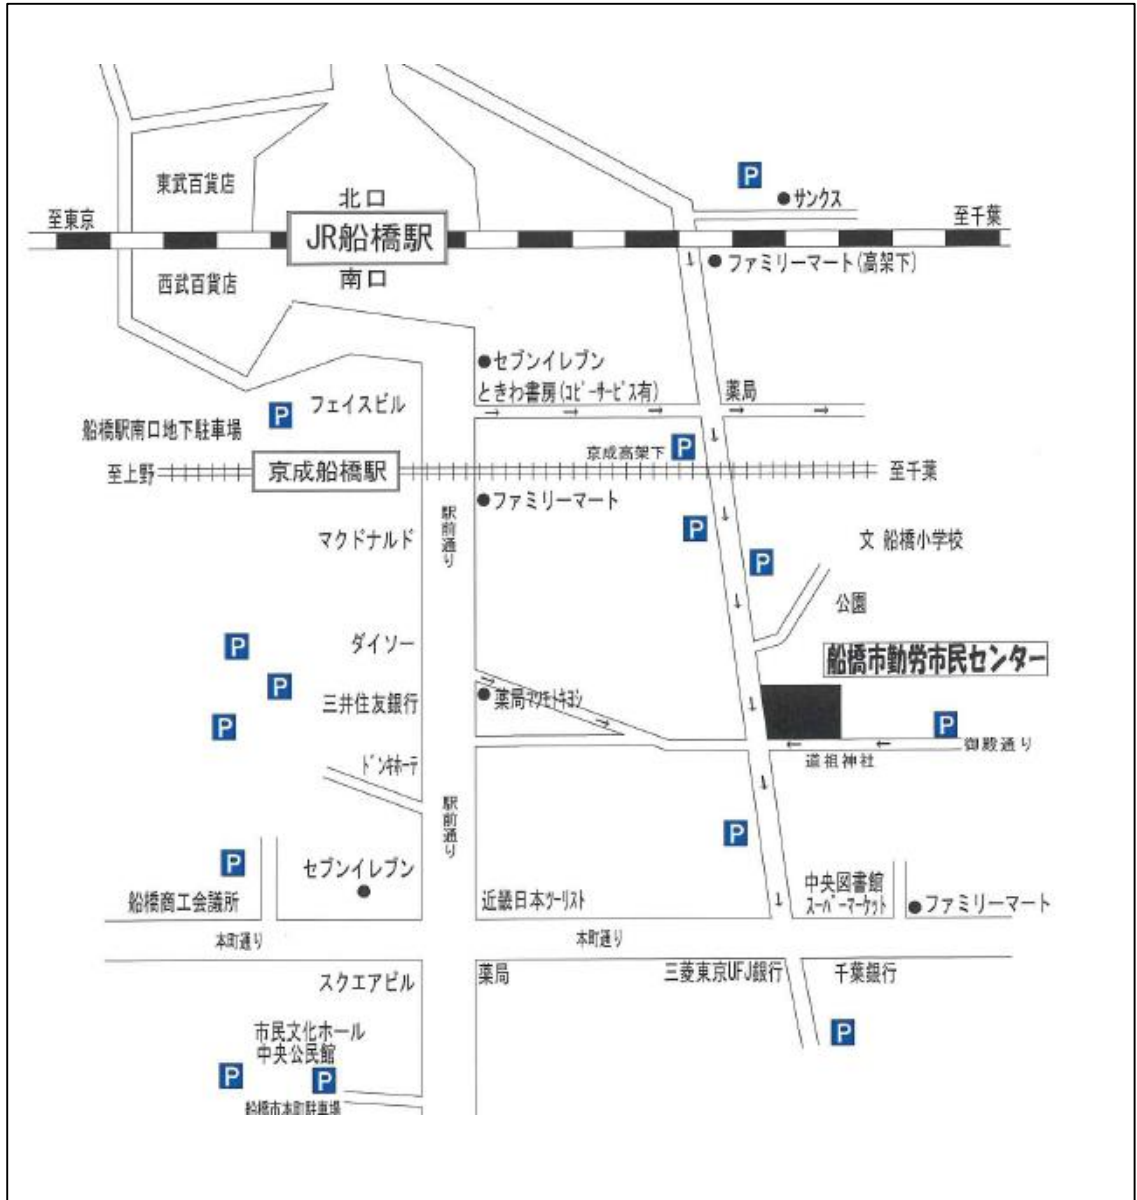 P
サンクス
東武百貨店
北口
至東京
至千葉
JR船橋駅
ファミリーマート(高架下)
西武百貨店
南口
セブンイレブン
ときわ書房(コピーサービス有)
薬局
フェイスビル
P
船橋駅南口地下駐車場
京成高架下
P
至上野
京成船橋駅
至千葉
ファミリーマート
駅前通り
P
マクドナルド
文 船橋小学校
P
公園
P
ダイソー
船橋市勤労市民センター
P
三井住友銀行
薬局マツモトキヨシ
P
P
御殿通り
道祖神社
ドンキホーテ
駅前通り
P
P
セブンイレブン
船橋商工会議所
近畿日本ツーリスト
中央図書館
スーパーマーケット
ファミリーマート
本町通り
本町通り
スクエアビル
薬局
三菱東京UFJ銀行
千葉銀行
市民文化ホール
中央公民館
P
P
P
船橋市本町駐車場